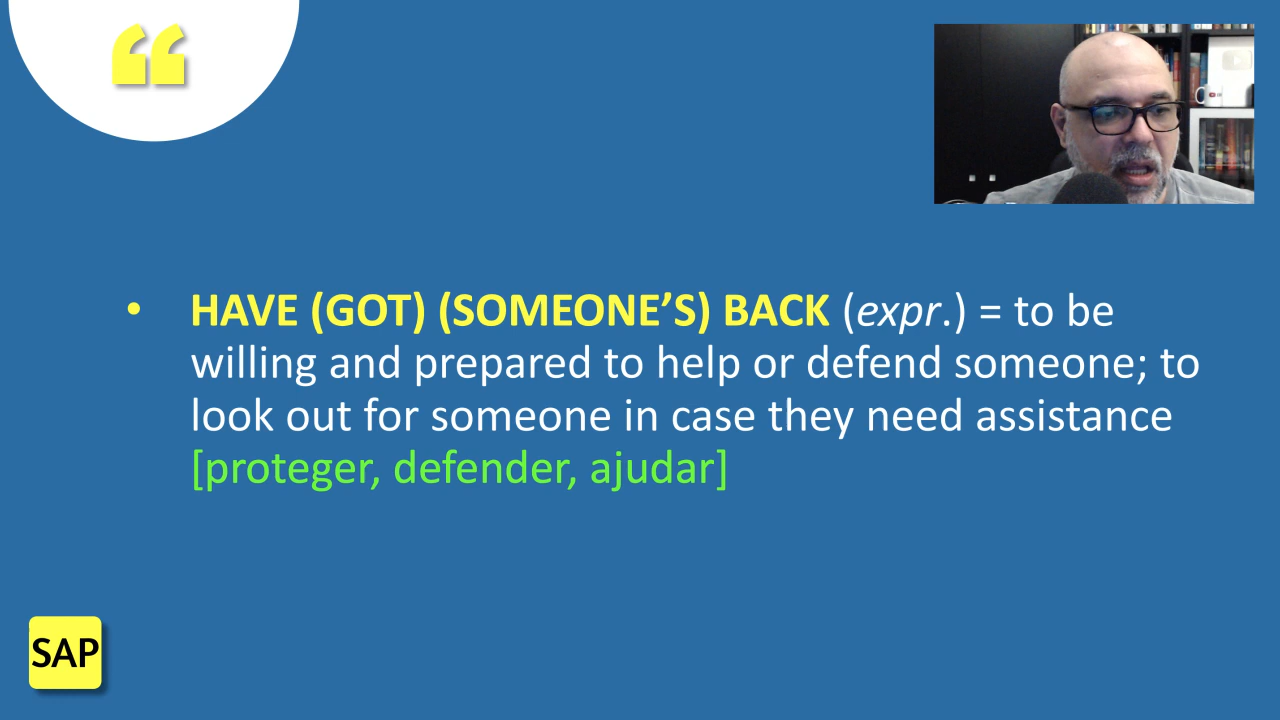 “
• HAVE (GOT) (SOMEONE’S) BACK (expr.) = to be
willing and prepared to help or defend someone; to
look out for someone in case they need assistance
[proteger, defender, ajudar]
SAP